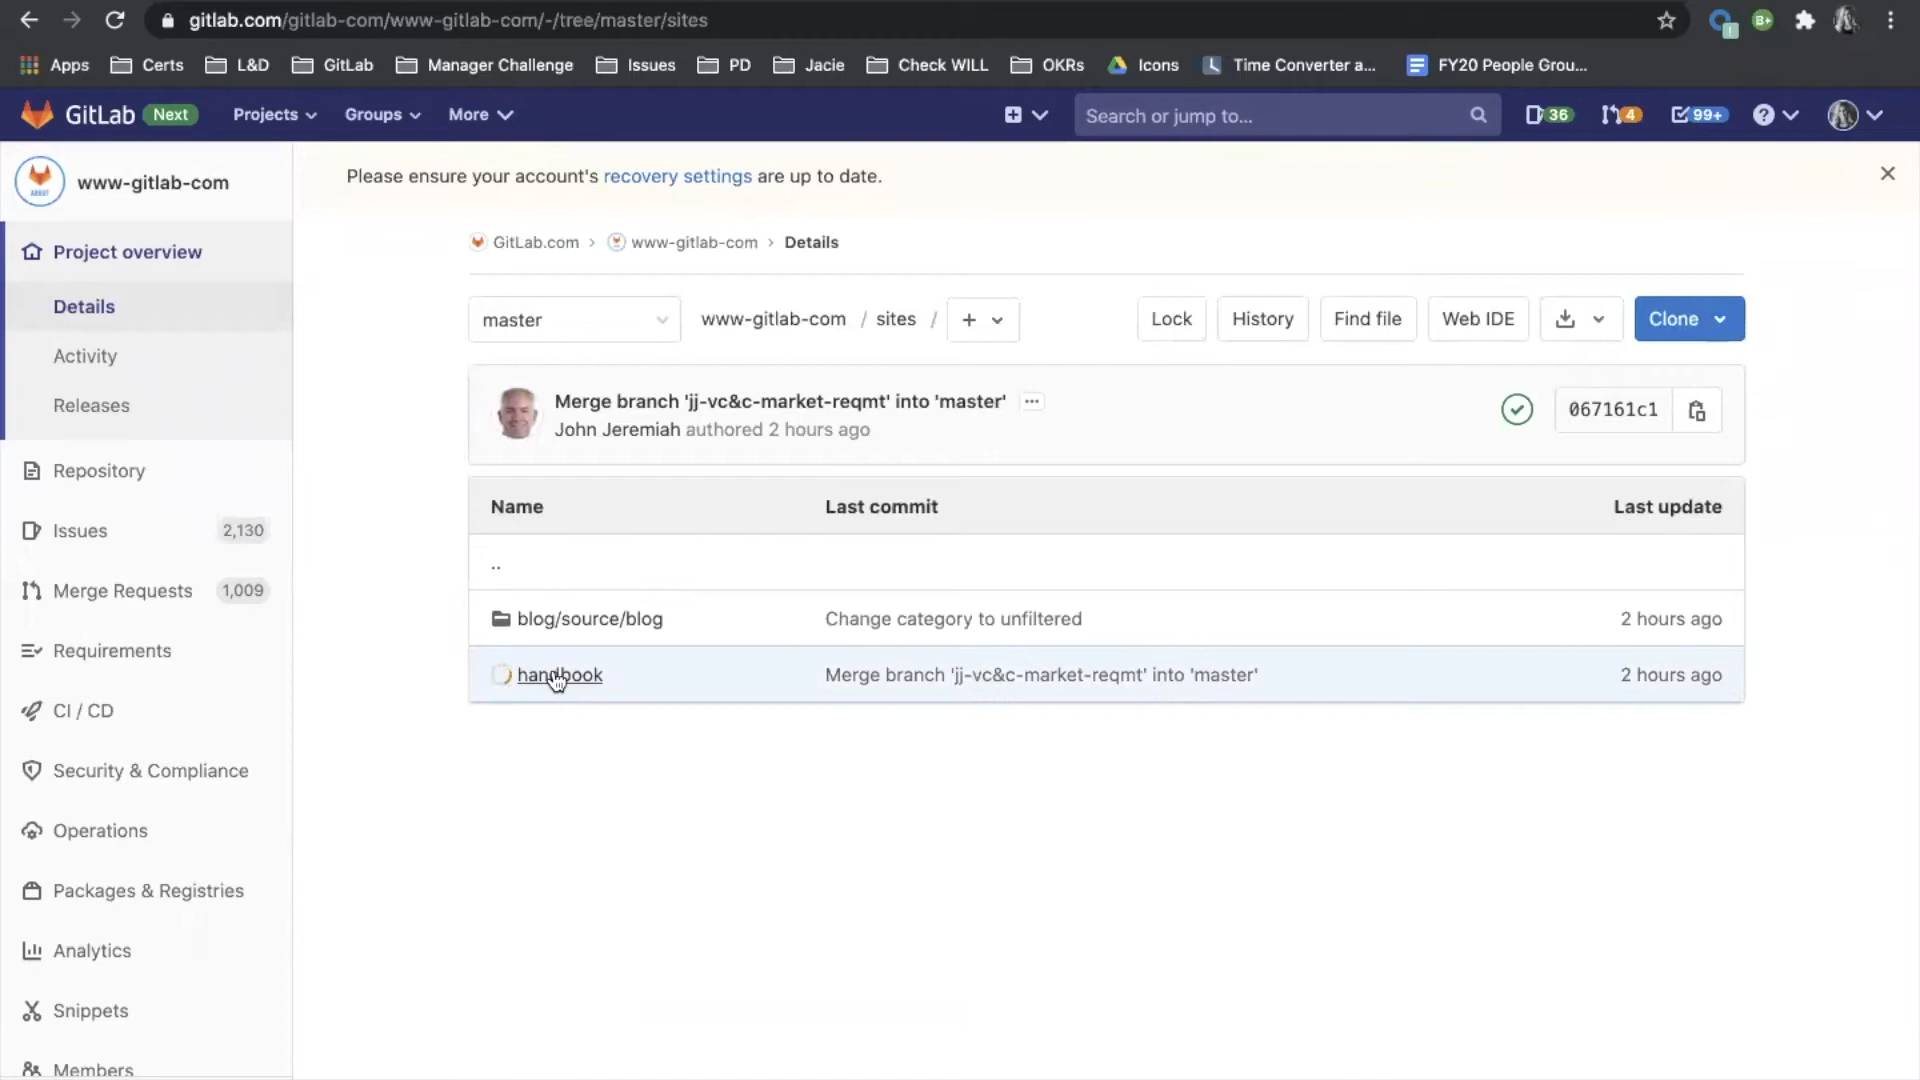 gitlab.com/gitlab-com/www-gitlab-com/-/tree/master/sites
Apps Certs L&D GitLab Manager Challenge Issues PD Jacie Check WILL OKRs Icons Time Converter a... FY20 People Grou...
GitLab Next Projects Groups More Search or jump to... 36 4 99+
www-gitlab-com
Please ensure your account's recovery settings are up to date.
Project overview
Details
Activity
Releases
Repository
Issues 2,130
Merge Requests 1,009
Requirements
CI / CD
Security & Compliance
Operations
Packages & Registries
Analytics
Snippets
Members
GitLab.com › www-gitlab-com › Details
master www-gitlab-com / sites / + Lock History Find file Web IDE Clone
Merge branch 'jj-vc&c-market-reqmt' into 'master' ...
John Jeremiah authored 2 hours ago
067161c1
Name Last commit Last update
..
blog/source/blog Change category to unfiltered 2 hours ago
handbook Merge branch 'jj-vc&c-market-reqmt' into 'master' 2 hours ago